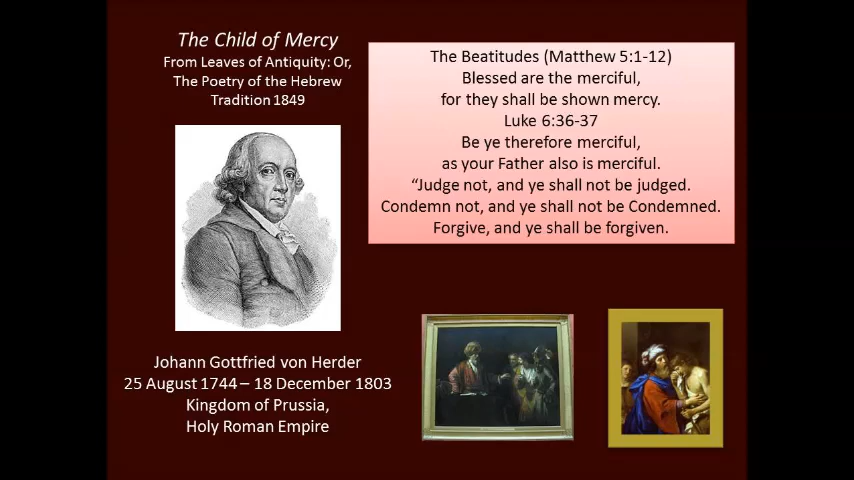 The Child of Mercy
From Leaves of Antiquity: Or,
The Poetry of the Hebrew
Tradition 1849
The Beatitudes (Matthew 5:1-12)
Blessed are the merciful,
for they shall be shown mercy.
Luke 6:36-37
Be ye therefore merciful,
as your Father also is merciful.
“Judge not, and ye shall not be judged.
Condemn not, and ye shall not be Condemned.
Forgive, and ye shall be forgiven.
Johann Gottfried von Herder
25 August 1744 – 18 December 1803
Kingdom of Prussia,
Holy Roman Empire